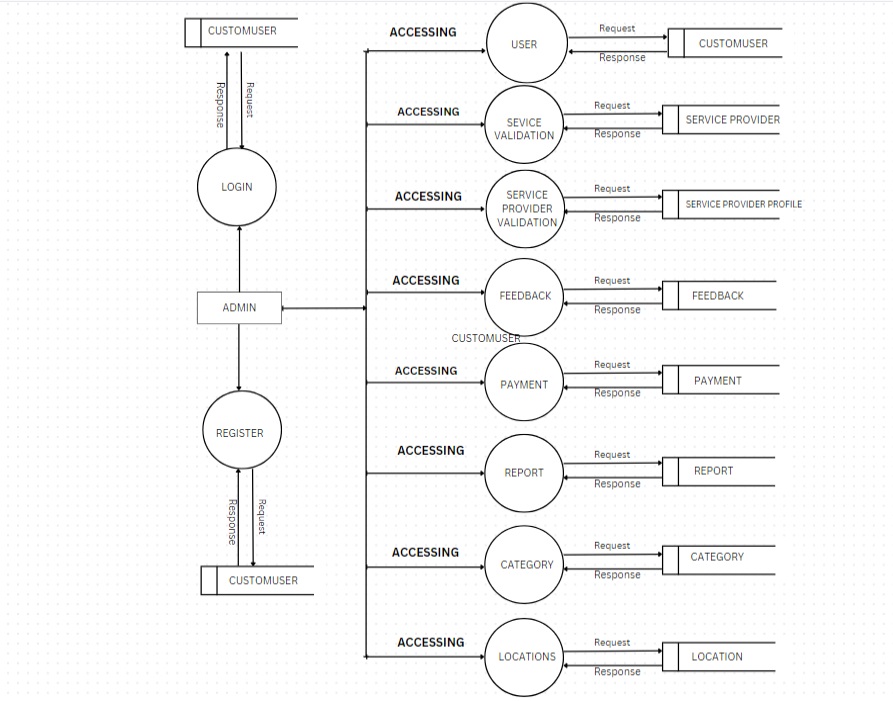 CUSTOMUSER
Response
Request
LOGIN
ADMIN
REGISTER
Response
Request
CUSTOMUSER
ACCESSING
USER
Request
Response
CUSTOMUSER
ACCESSING
SEVICE
VALIDATION
Request
Response
SERVICE PROVIDER
ACCESSING
SERVICE
PROVIDER
VALIDATION
Request
Response
SERVICE PROVIDER PROFILE
ACCESSING
FEEDBACK
Request
Response
FEEDBACK
CUSTOMUSER
ACCESSING
PAYMENT
Request
Response
PAYMENT
ACCESSING
REPORT
Request
Response
REPORT
ACCESSING
CATEGORY
Request
Response
CATEGORY
ACCESSING
LOCATIONS
Request
Response
LOCATION